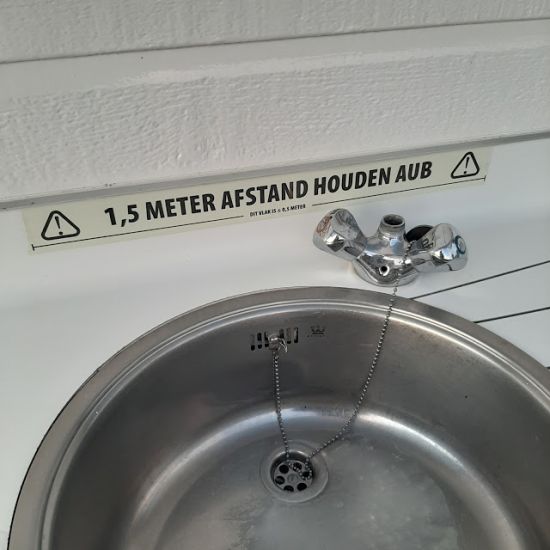 1,5 METER AFSTAND HOUDEN AUB
DIT VLAK IS ± 0,5 METER